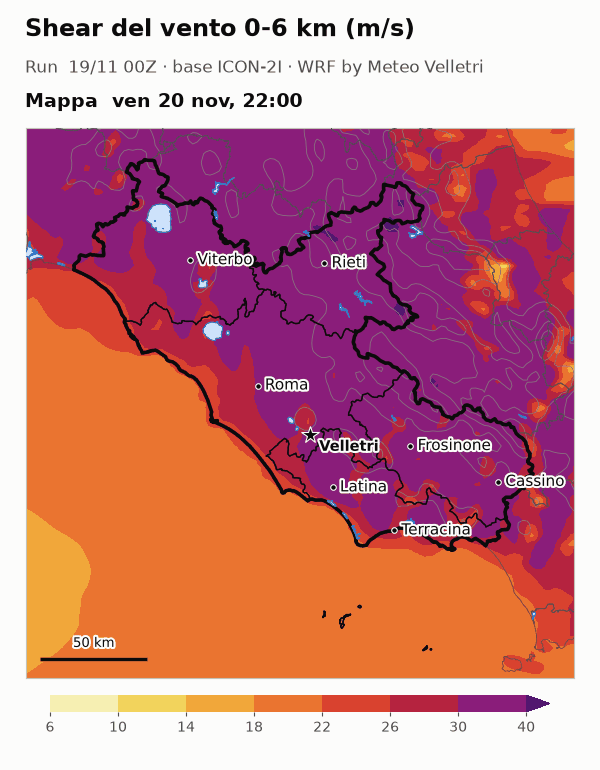 Shear del vento 0-6 km (m/s)
Run  19/11 00Z · base ICON-2I · WRF by Meteo Velletri
Mappa  ven 20 nov, 22:00
Viterbo
Rieti
Roma
Velletri
Frosinone
Cassino
Latina
Terracina
50 km
6 10 14 18 22 26 30 40